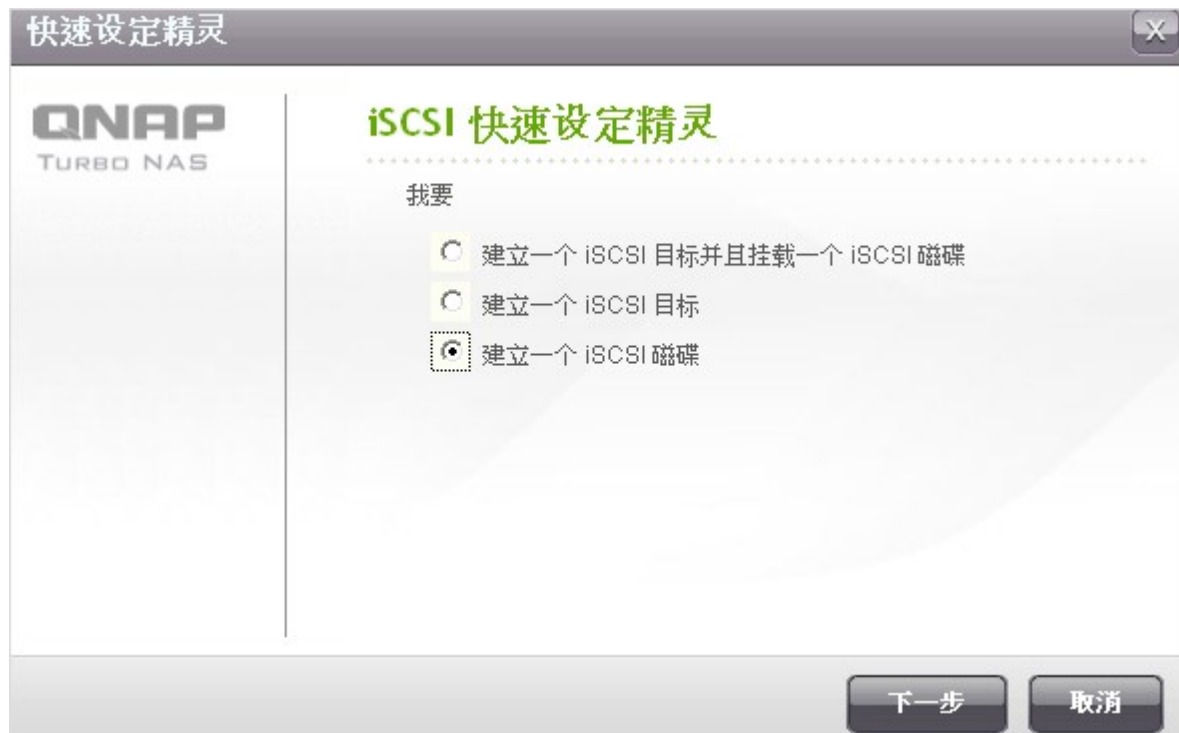 快速设定精灵
QNAP
TURBO NAS
iSCSI 快速设定精灵
我要
建立一个 iSCSI 目标并且挂载一个 iSCSI 磁碟
建立一个 iSCSI 目标
建立一个 iSCSI 磁碟
下一步
取消